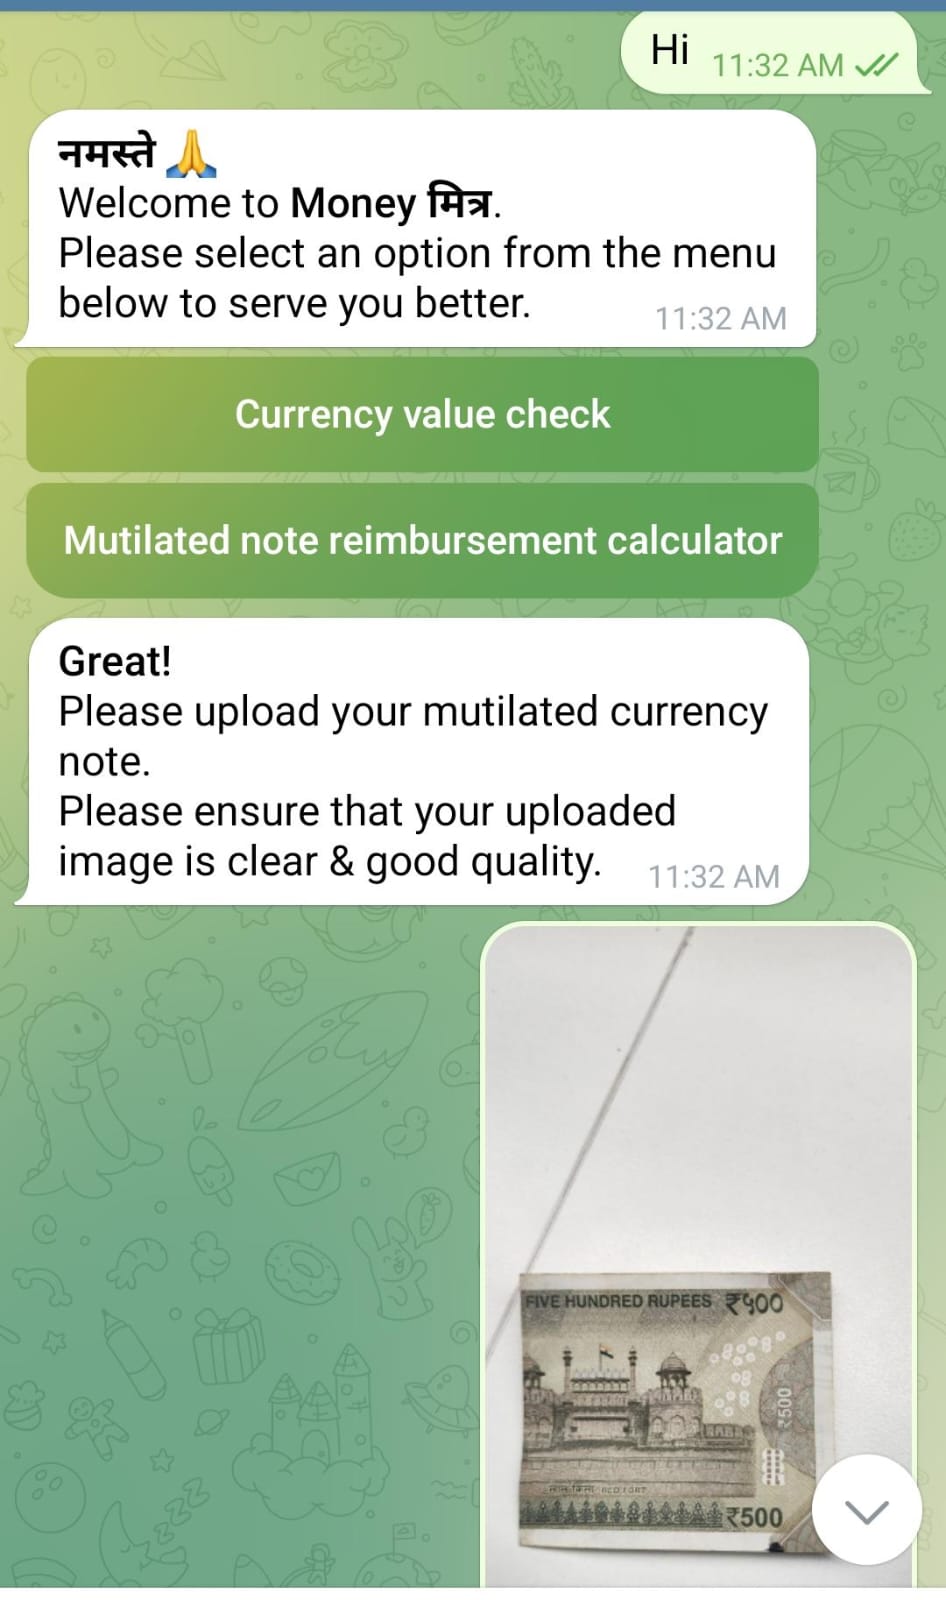 Hi
11:32 AM
नमस्ते 🙏
Welcome to Money मित्र.
Please select an option from the menu
below to serve you better.
11:32 AM
Currency value check
Mutilated note reimbursement calculator
Great!
Please upload your mutilated currency
note.
Please ensure that your uploaded
image is clear & good quality.
11:32 AM
FIVE HUNDRED RUPEES ₹५00
₹500
RED FORT
₹500